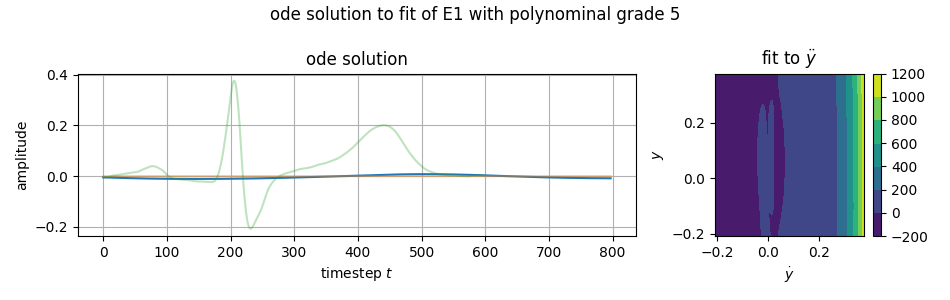 ode solution to fit of E1 with polynominal grade 5
ode solution
amplitude
0.4
0.2
0.0
−0.2
0 100 200 300 400 500 600 700 800
timestep t
fit to ÿ
y
0.2
0.0
−0.2
−0.2 0.0 0.2
ẏ
1200
1000
800
600
400
200
0
−200